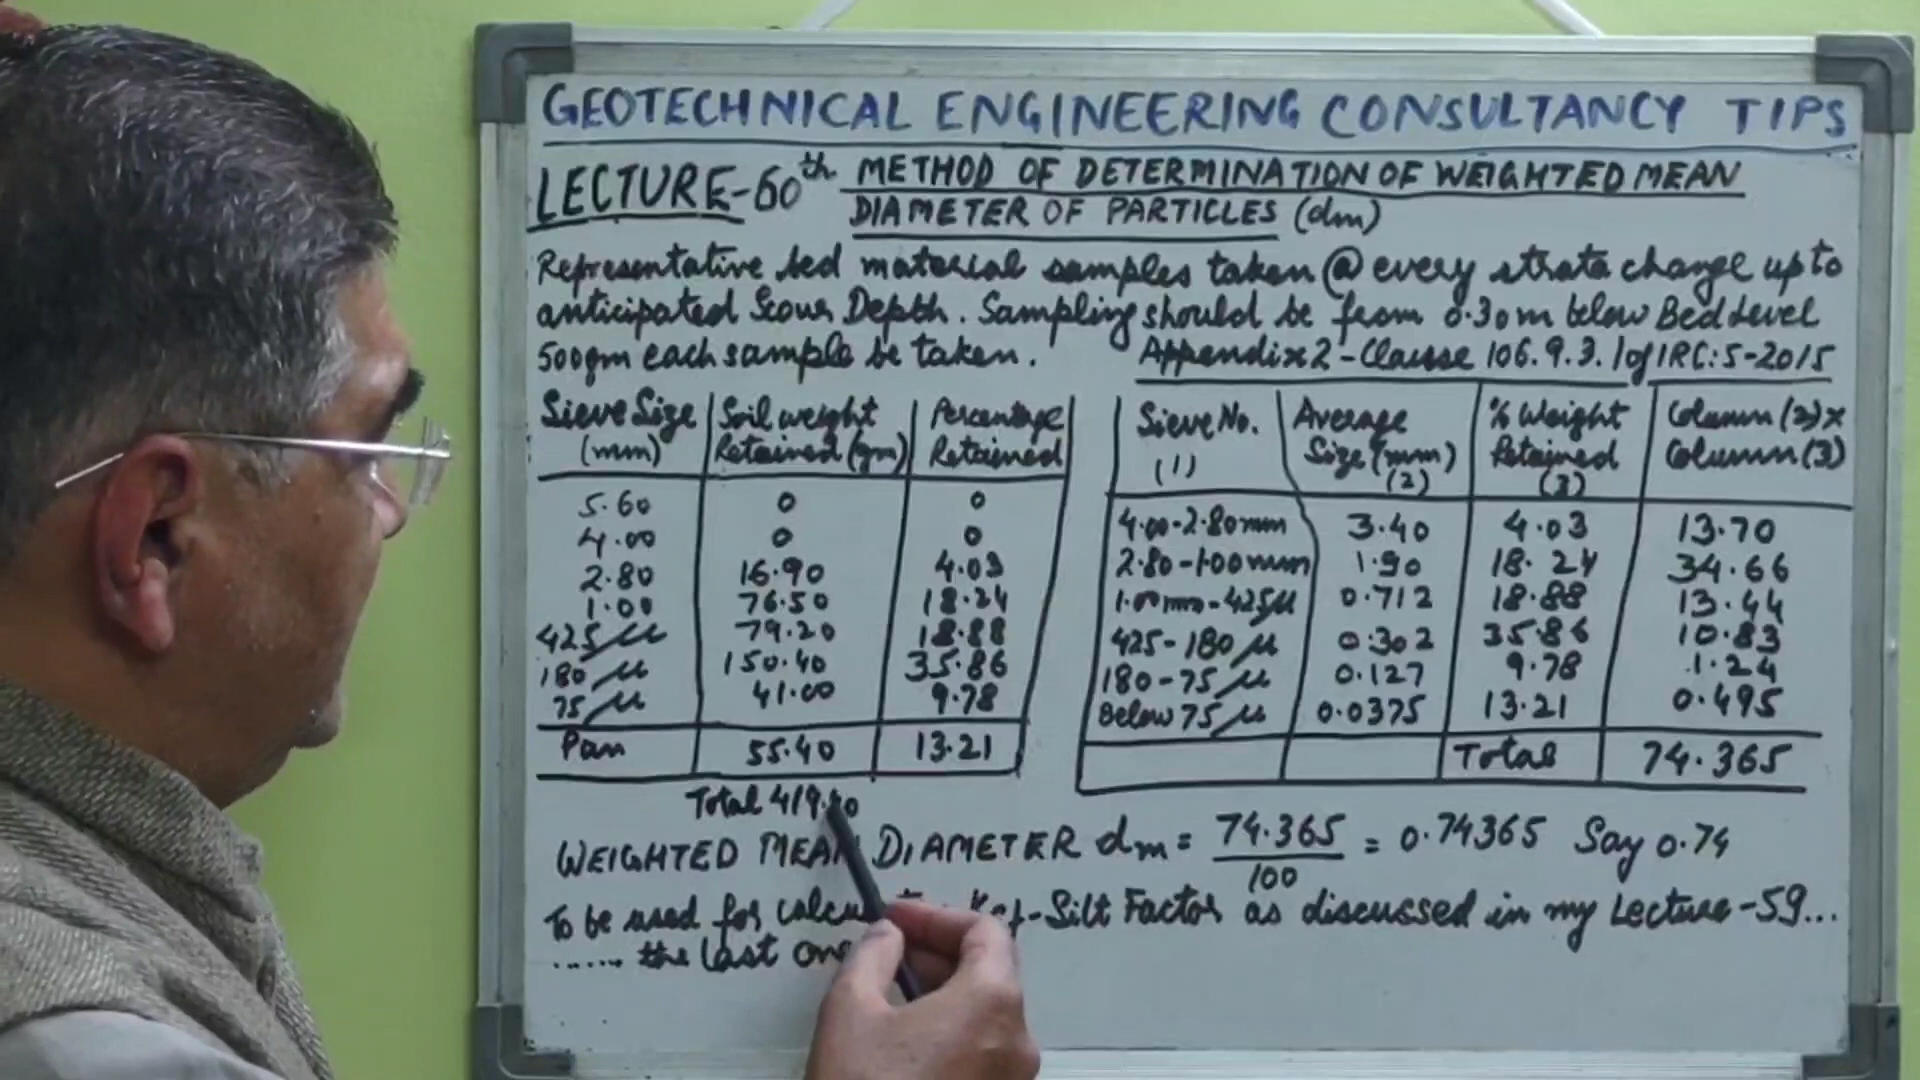 GEOTECHNICAL ENGINEERING CONSULTANCY TIPS
LECTURE-60th METHOD OF DETERMINATION OF WEIGHTED MEAN
DIAMETER OF PARTICLES (dm)
Representative bed material samples taken @ every strata change up to
anticipated Scour Depth. Sampling should be from 0.30m below Bed Level
500gm each sample be taken. Appendix 2 - Clause 106.9.3.1 of IRC:5-2015
Sieve Size (mm) Soil weight Retained (gm) Percentage Retained
5.60 0 0
4.00 0 0
2.80 16.90 4.03
1.00 76.50 18.24
425 µ 79.20 18.88
180 µ 150.40 35.86
75 µ 41.00 9.78
Pan 55.40 13.21
Total
Sieve No. (1) Average Size (mm) (2) % Weight Retained (3) Column (2) x Column (3)
4.00-2.80mm 3.40 4.03 13.70
2.80-1.00mm 1.90 18.24 34.66
1.00mm-425µ 0.712 18.88 13.44
425-180µ 0.302 35.86 10.83
180-75µ 0.127 9.78 1.24
Below 75µ 0.0375 13.21 0.495
Total 74.365
WEIGHTED MEAN DIAMETER dm = 74.365 / 100 = 0.74365 Say 0.74
To be used for Ksf-Silt Factor as discussed in my Lecture-59...
...... the last